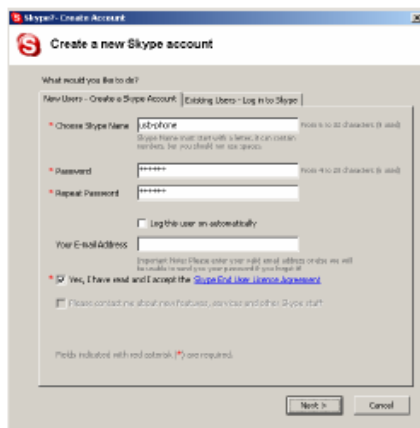 Skype?- Create Account
Create a new Skype account
What would you like to do?
New Users - Create a Skype Account
Existing Users - Log in to Skype
* Choose Skype Name
usb-phone
From 6 to 32 characters (9 used)
Skype Name must start with a letter, it can contain
numbers, but you should not use spaces.
* Password
******
From 4 to 20 characters (6 used)
* Repeat Password
******
Log this user on automatically
Your E-mail Address
Important Note: Please enter your valid email address or else we will
be unable to send you your password if you forget it!
* Yes, I have read and I accept the Skype End User Licence Agreement
Please contact me about new features, services and other Skype stuff
Fields indicated with red asterisk (*) are required.
Next >
Cancel